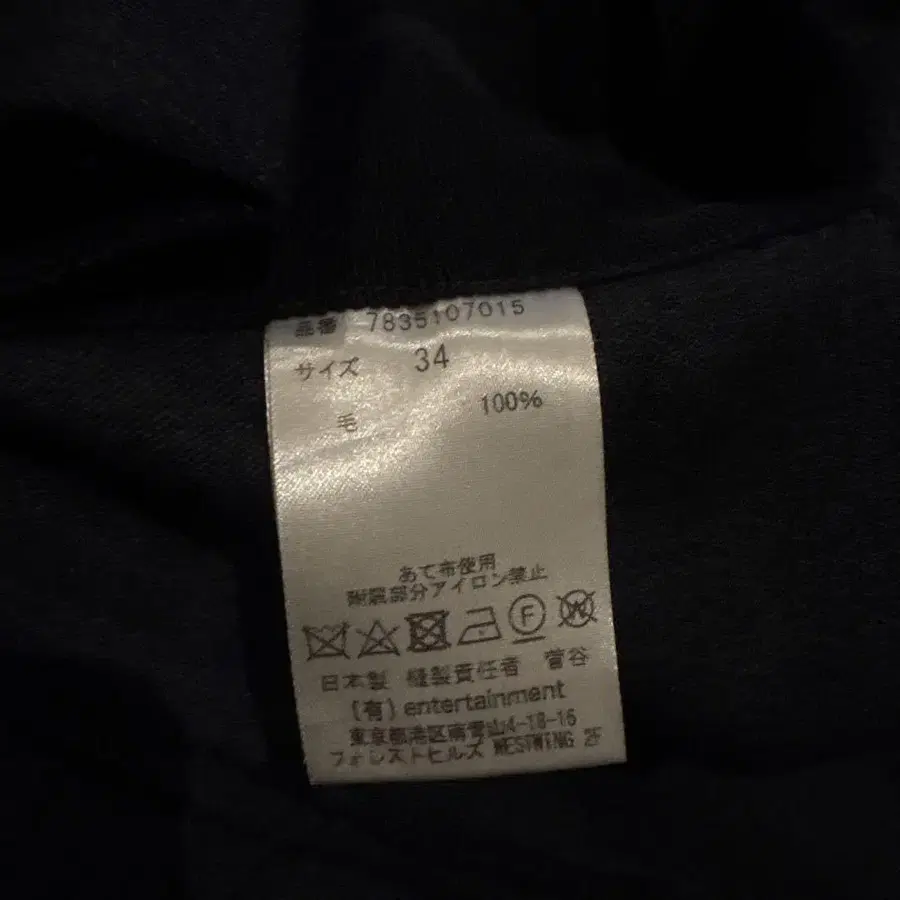 品番 7835107015
サイズ 34
毛 100%
あて布使用
附属部分アイロン禁止
F W
日本製 縫製責任者 菅谷
(有) entertainment
東京都港区南青山4-18-16
フォレストヒルズ WESTWING 2F